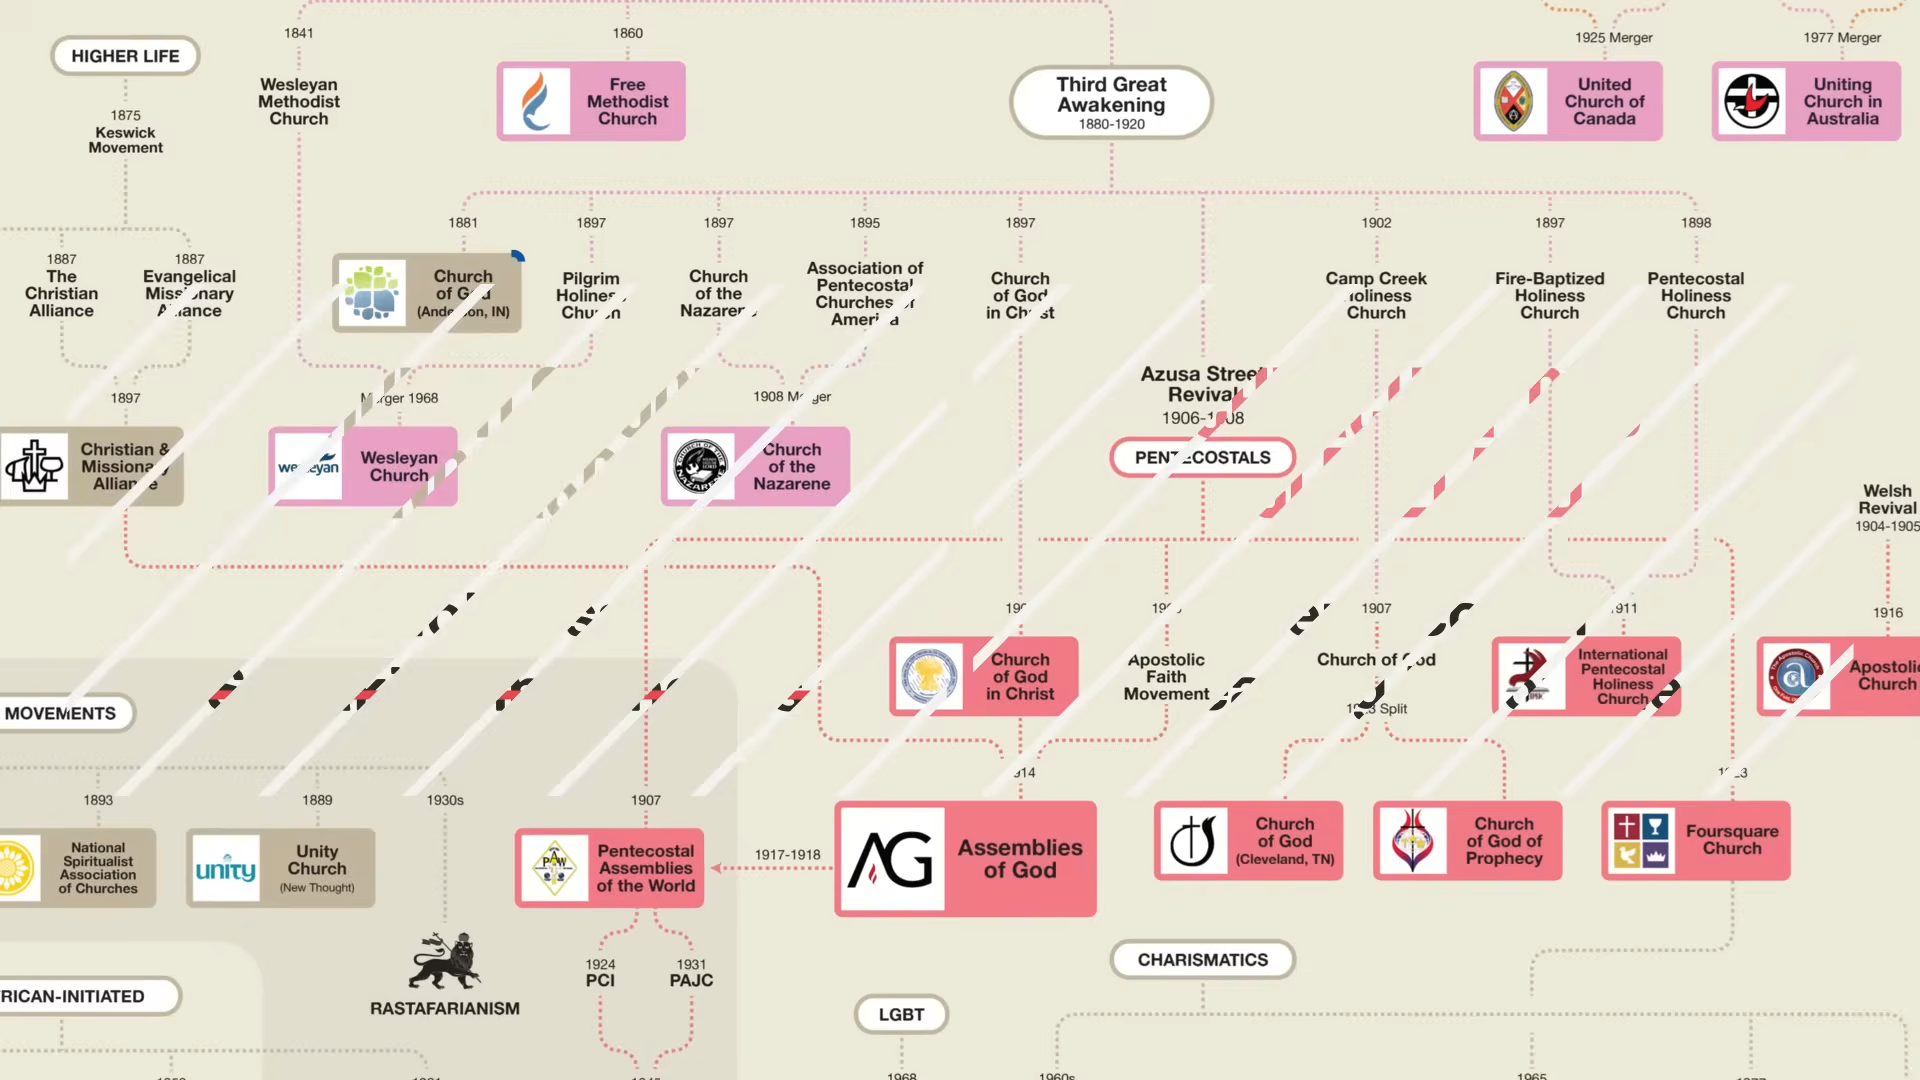 1841
1860
1925 Merger
1977 Merger
HIGHER LIFE
Wesleyan
Methodist
Church
Free
Methodist
Church
Third Great
Awakening
1880-1920
United
Church of
Canada
Uniting
Church in
Australia
1875
Keswick
Movement
1881
1897
1897
1895
1897
1902
1897
1898
1887
The
Christian
Alliance
1887
Evangelical
Missionary
Alliance
Church
of God
(Anderson, IN)
Pilgrim
Holiness
Church
Church
of the
Nazarene
Association of
Pentecostal
Churches of
America
Church
of God
in Christ
Camp Creek
Holiness
Church
Fire-Baptized
Holiness
Church
Pentecostal
Holiness
Church
Azusa Street
Revival
1906-1908
1897
Merger 1968
1908 Merger
Christian &
Missionary
Alliance
wesleyan
Wesleyan
Church
Church
of the
Nazarene
PENTECOSTALS
Welsh
Revival
1904-1905
1907
1911
1916
Church
of God
in Christ
Apostolic
Faith
Movement
Church of God
1923 Split
International
Pentecostal
Holiness
Church
Apostolic
Church
MOVEMENTS
1914
1923
1893
1889
1930s
1907
National
Spiritualist
Association
of Churches
unity
Unity
Church
(New Thought)
PAW
Pentecostal
Assemblies
of the World
1917-1918
AG
Assemblies
of God
Church
of God
(Cleveland, TN)
Church
of God of
Prophecy
Foursquare
Church
1924
PCI
1931
PAJC
RASTAFARIANISM
RICAN-INITIATED
CHARISMATICS
LGBT
1968
1960s
1965